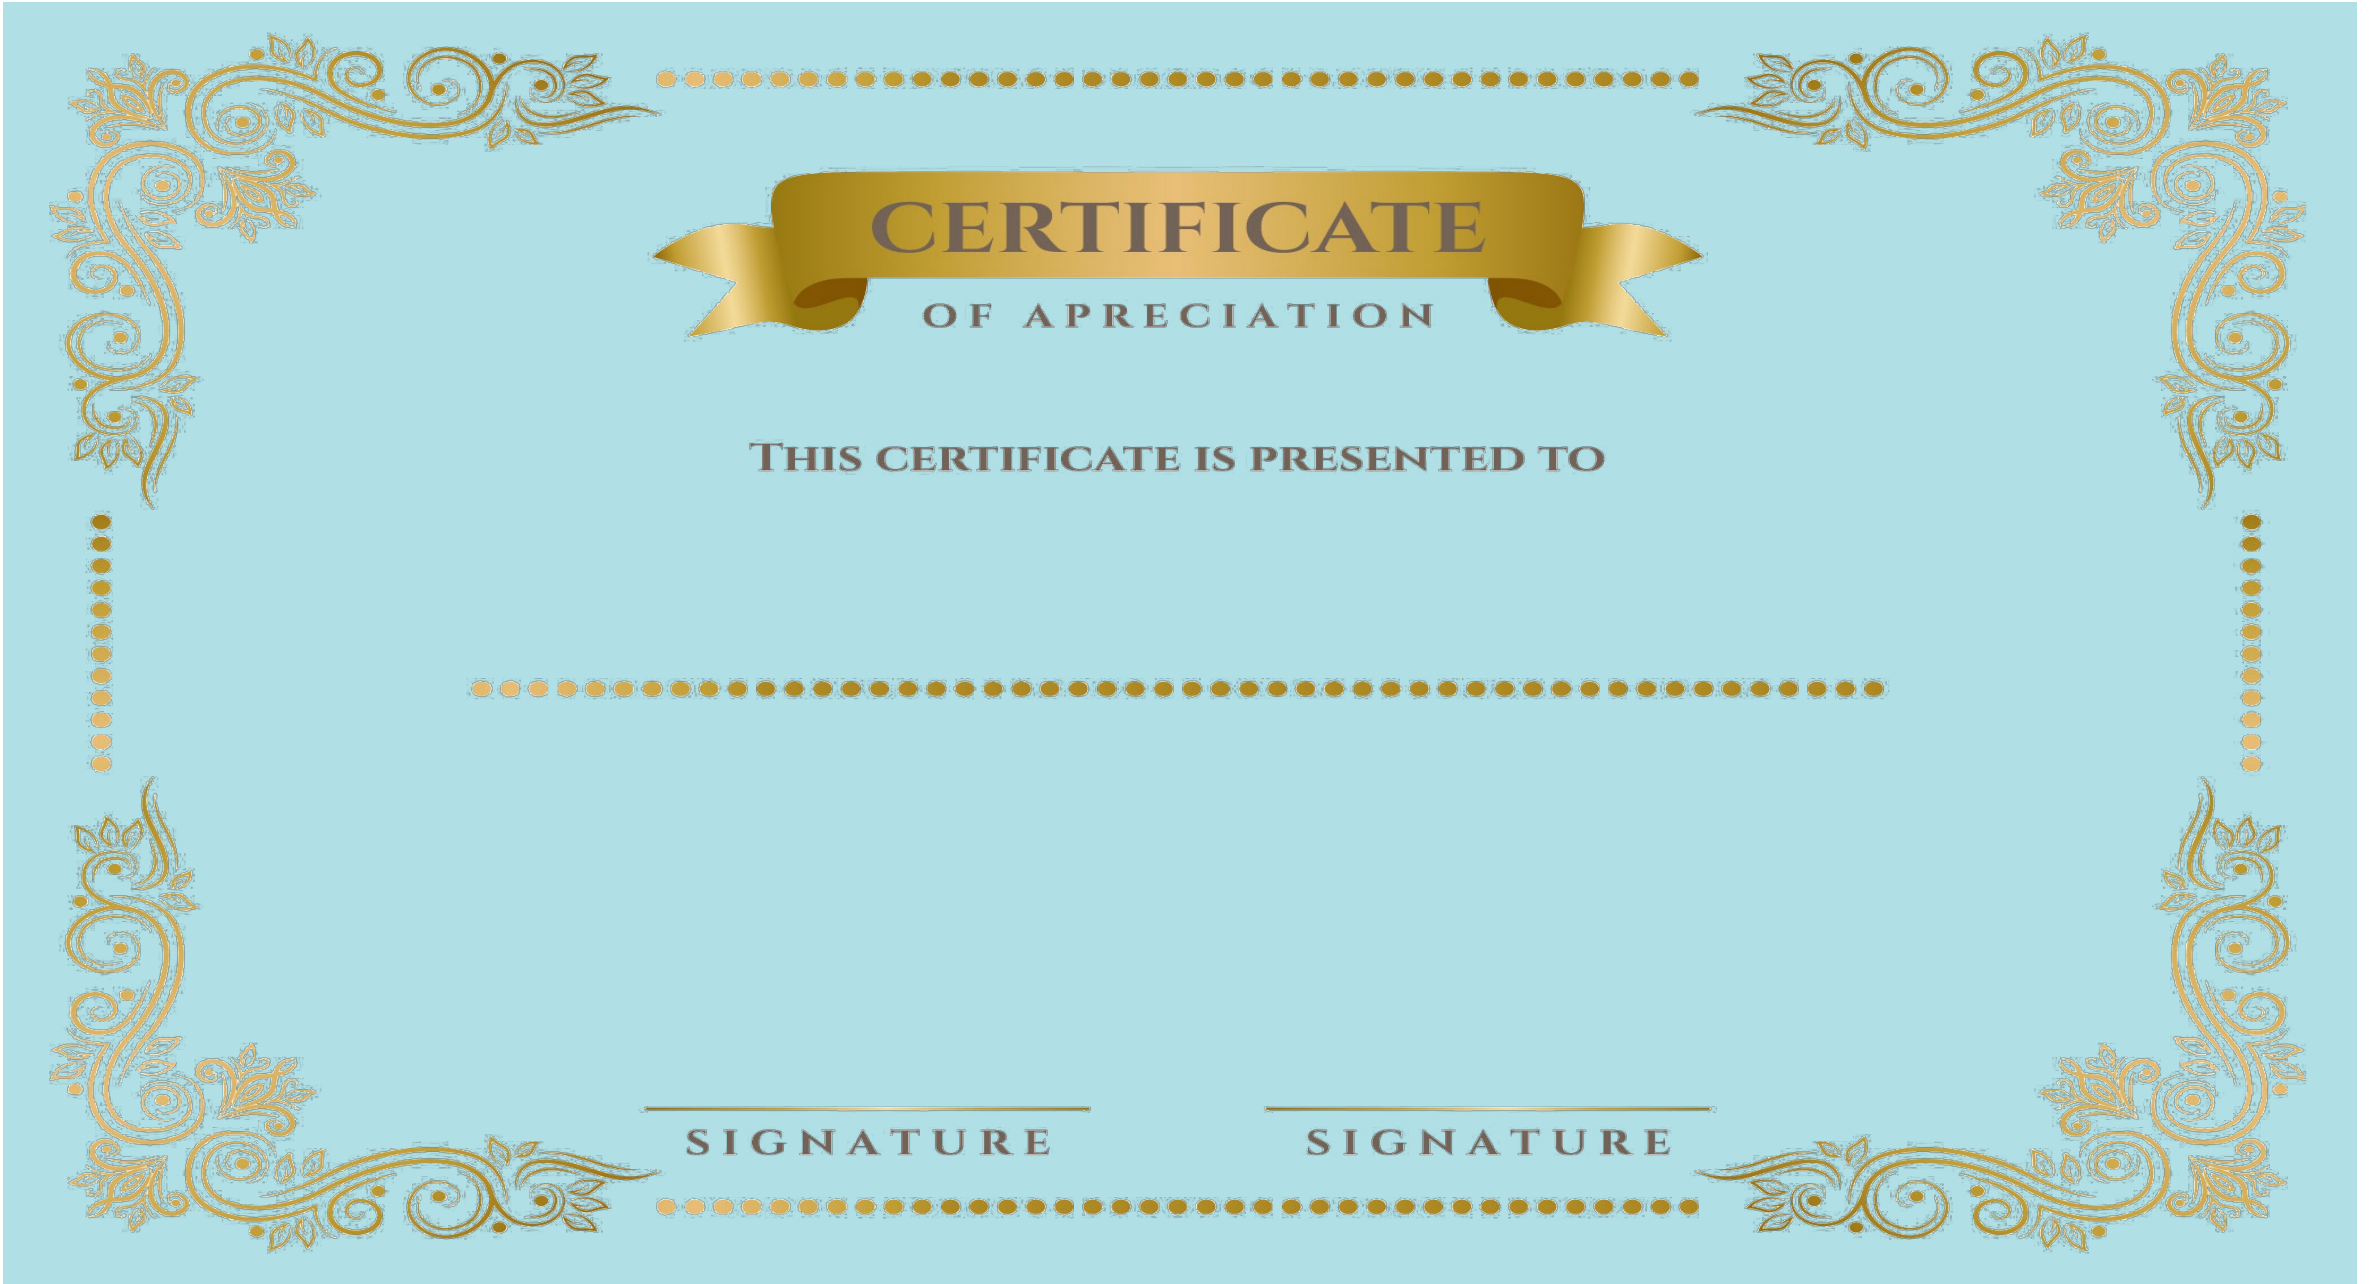 CERTIFICATE
OF APRECIATION
THIS CERTIFICATE IS PRESENTED TO
SIGNATURE
SIGNATURE